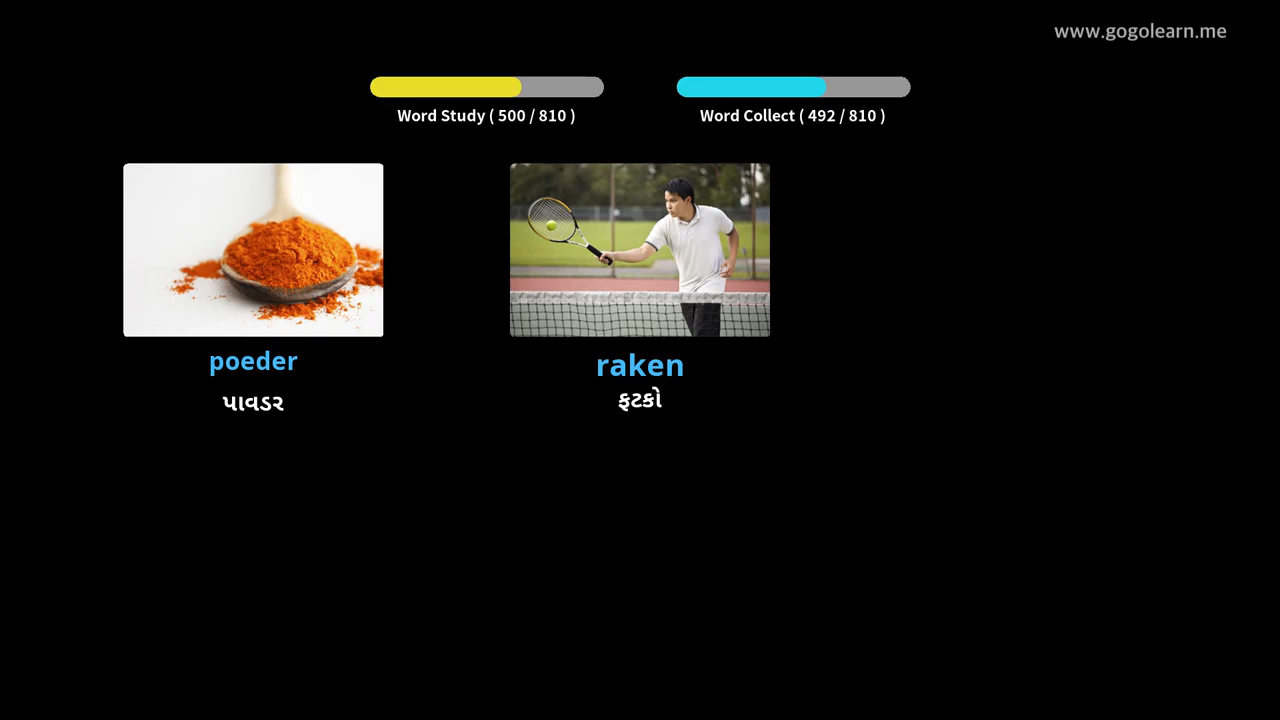 www.gogolearn.me
Word Study ( 500 / 810 )
Word Collect ( 492 / 810 )
poeder
પાવડર
raken
ફટકો